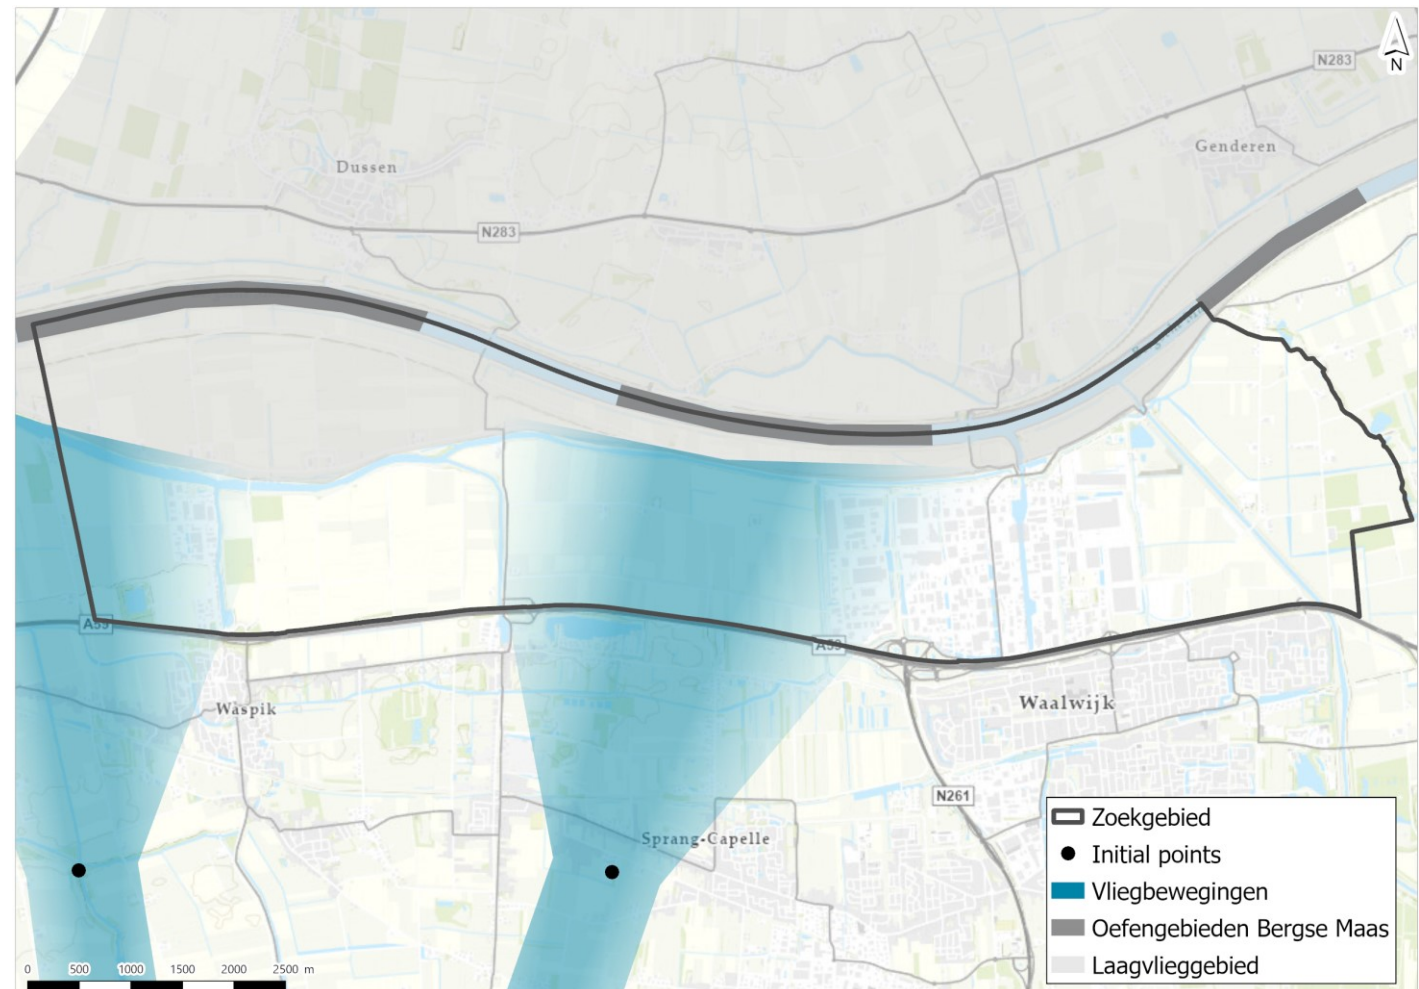 N
N283
Genderen
Dussen
N283
A59
A59
Waspik
Waalwijk
N261
Sprang-Capelle
Zoekgebied
Initial points
Vliegbewegingen
Oefengebieden Bergse Maas
Laagvlieggebied
0 500 1000 1500 2000 2500 m